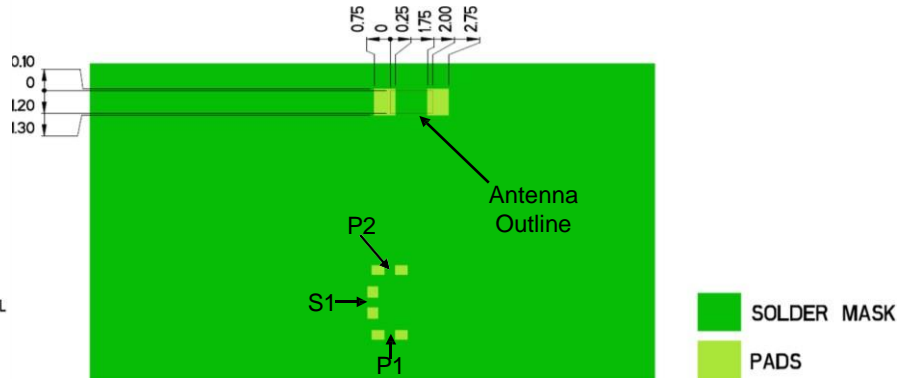 0.75
0
0.25
1.75
2.00
2.75
0.10
0
1.20
1.30
Antenna
Outline
P2
S1
P1
L
SOLDER MASK
PADS